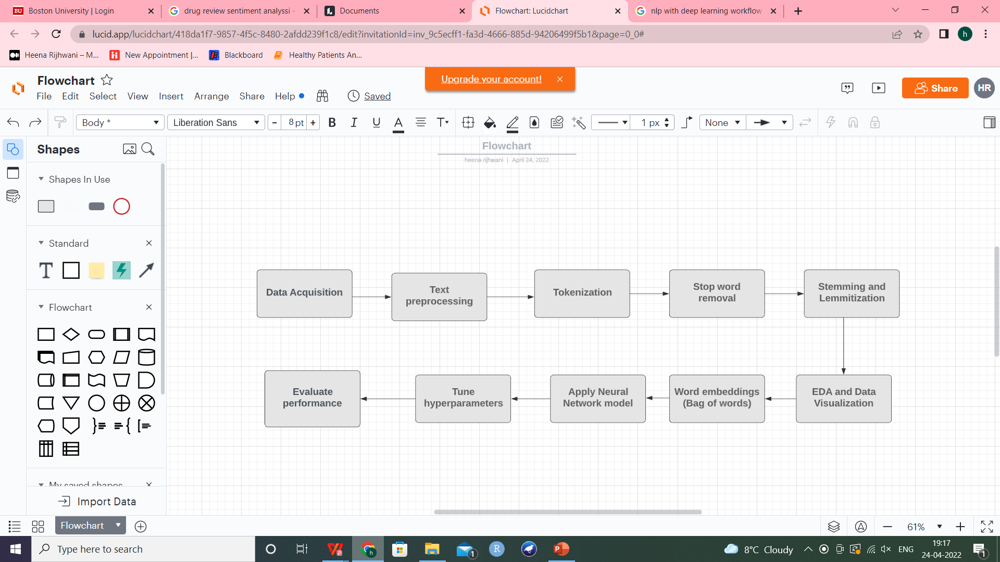 Boston University | Login
drug review sentiment analyssi -
Documents
Flowchart: Lucidchart
nlp with deep learning workflow
lucid.app/lucidchart/418da1f7-9857-4f5c-8480-2afdd239f1c8/edit?invitationId=inv_9c5ecff1-fa3d-4666-885d-94206499f5b1&page=0_0#
h
Heena Rijhwani – M...
New Appointment |...
Blackboard
Healthy Patients An...
Flowchart
Upgrade your account!
File Edit Select View Insert Arrange Share Help
Saved
Share
HR
Body *
Liberation Sans
- 8 pt +
B I U A T
1 px
None
Shapes
Flowchart
heena rijhwani | April 24, 2022
Shapes In Use
Standard
T
Flowchart
My saved shapes
Import Data
Data Acquisition
Text
preprocessing
Tokenization
Stop word
removal
Stemming and
Lemmitization
Evaluate
performance
Tune
hyperparameters
Apply Neural
Network model
Word embeddings
(Bag of words)
EDA and Data
Visualization
Flowchart
61%
Type here to search
1
R
P
8°C Cloudy
ENG
19:17
24-04-2022
1